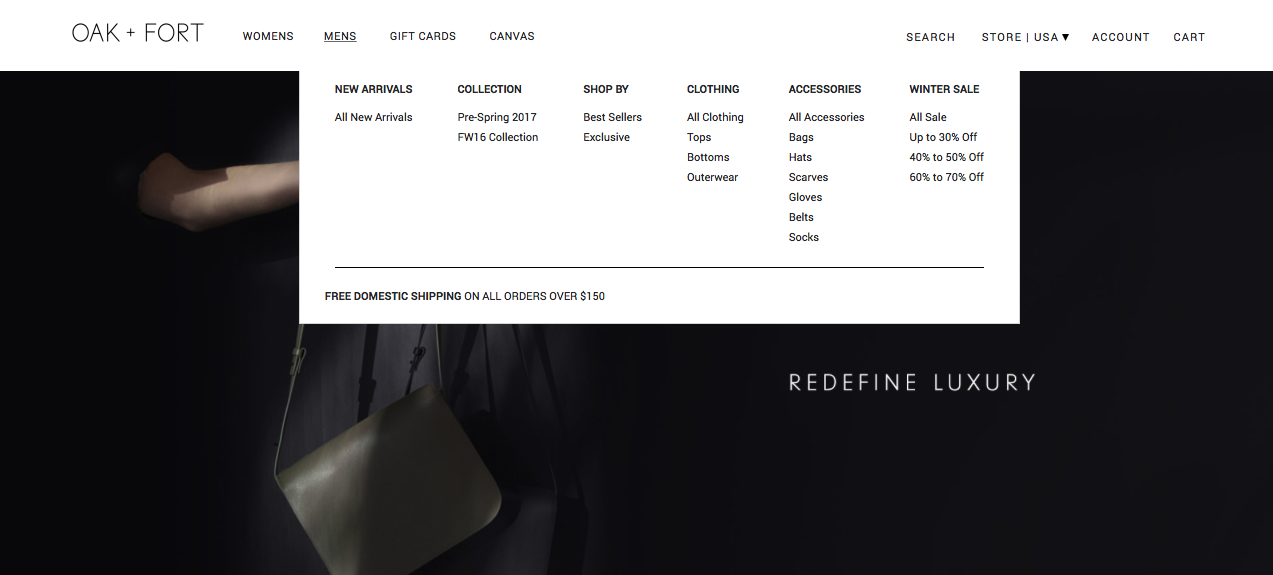 OAK + FORT
WOMENS MENS GIFT CARDS CANVAS
SEARCH STORE | USA ▼ ACCOUNT CART
NEW ARRIVALS
All New Arrivals
COLLECTION
Pre-Spring 2017
FW16 Collection
SHOP BY
Best Sellers
Exclusive
CLOTHING
All Clothing
Tops
Bottoms
Outerwear
ACCESSORIES
All Accessories
Bags
Hats
Scarves
Gloves
Belts
Socks
WINTER SALE
All Sale
Up to 30% Off
40% to 50% Off
60% to 70% Off
FREE DOMESTIC SHIPPING ON ALL ORDERS OVER $150
REDEFINE LUXURY